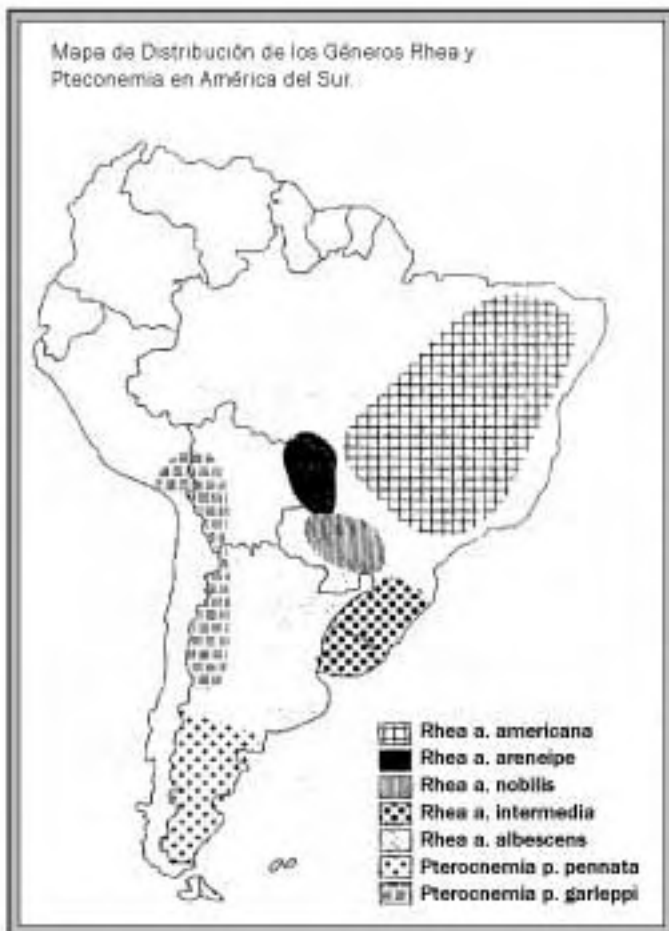 Mapa de Distribución de los Géneros Rhea y
Pteconemia en América del Sur.
Rhea a. americana
Rhea a. areneipe
Rhea a. nobilis
Rhea a. intermedia
Rhea a. albescens
Pterocnemia p. pennata
Pterocnemia p. garleppi